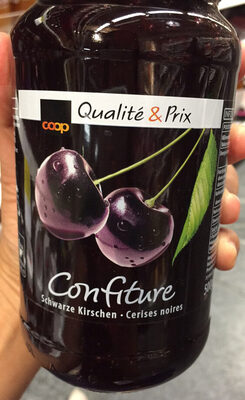 Qualité & Prix
coop
Confiture
Schwarze Kirschen · Cerises noires